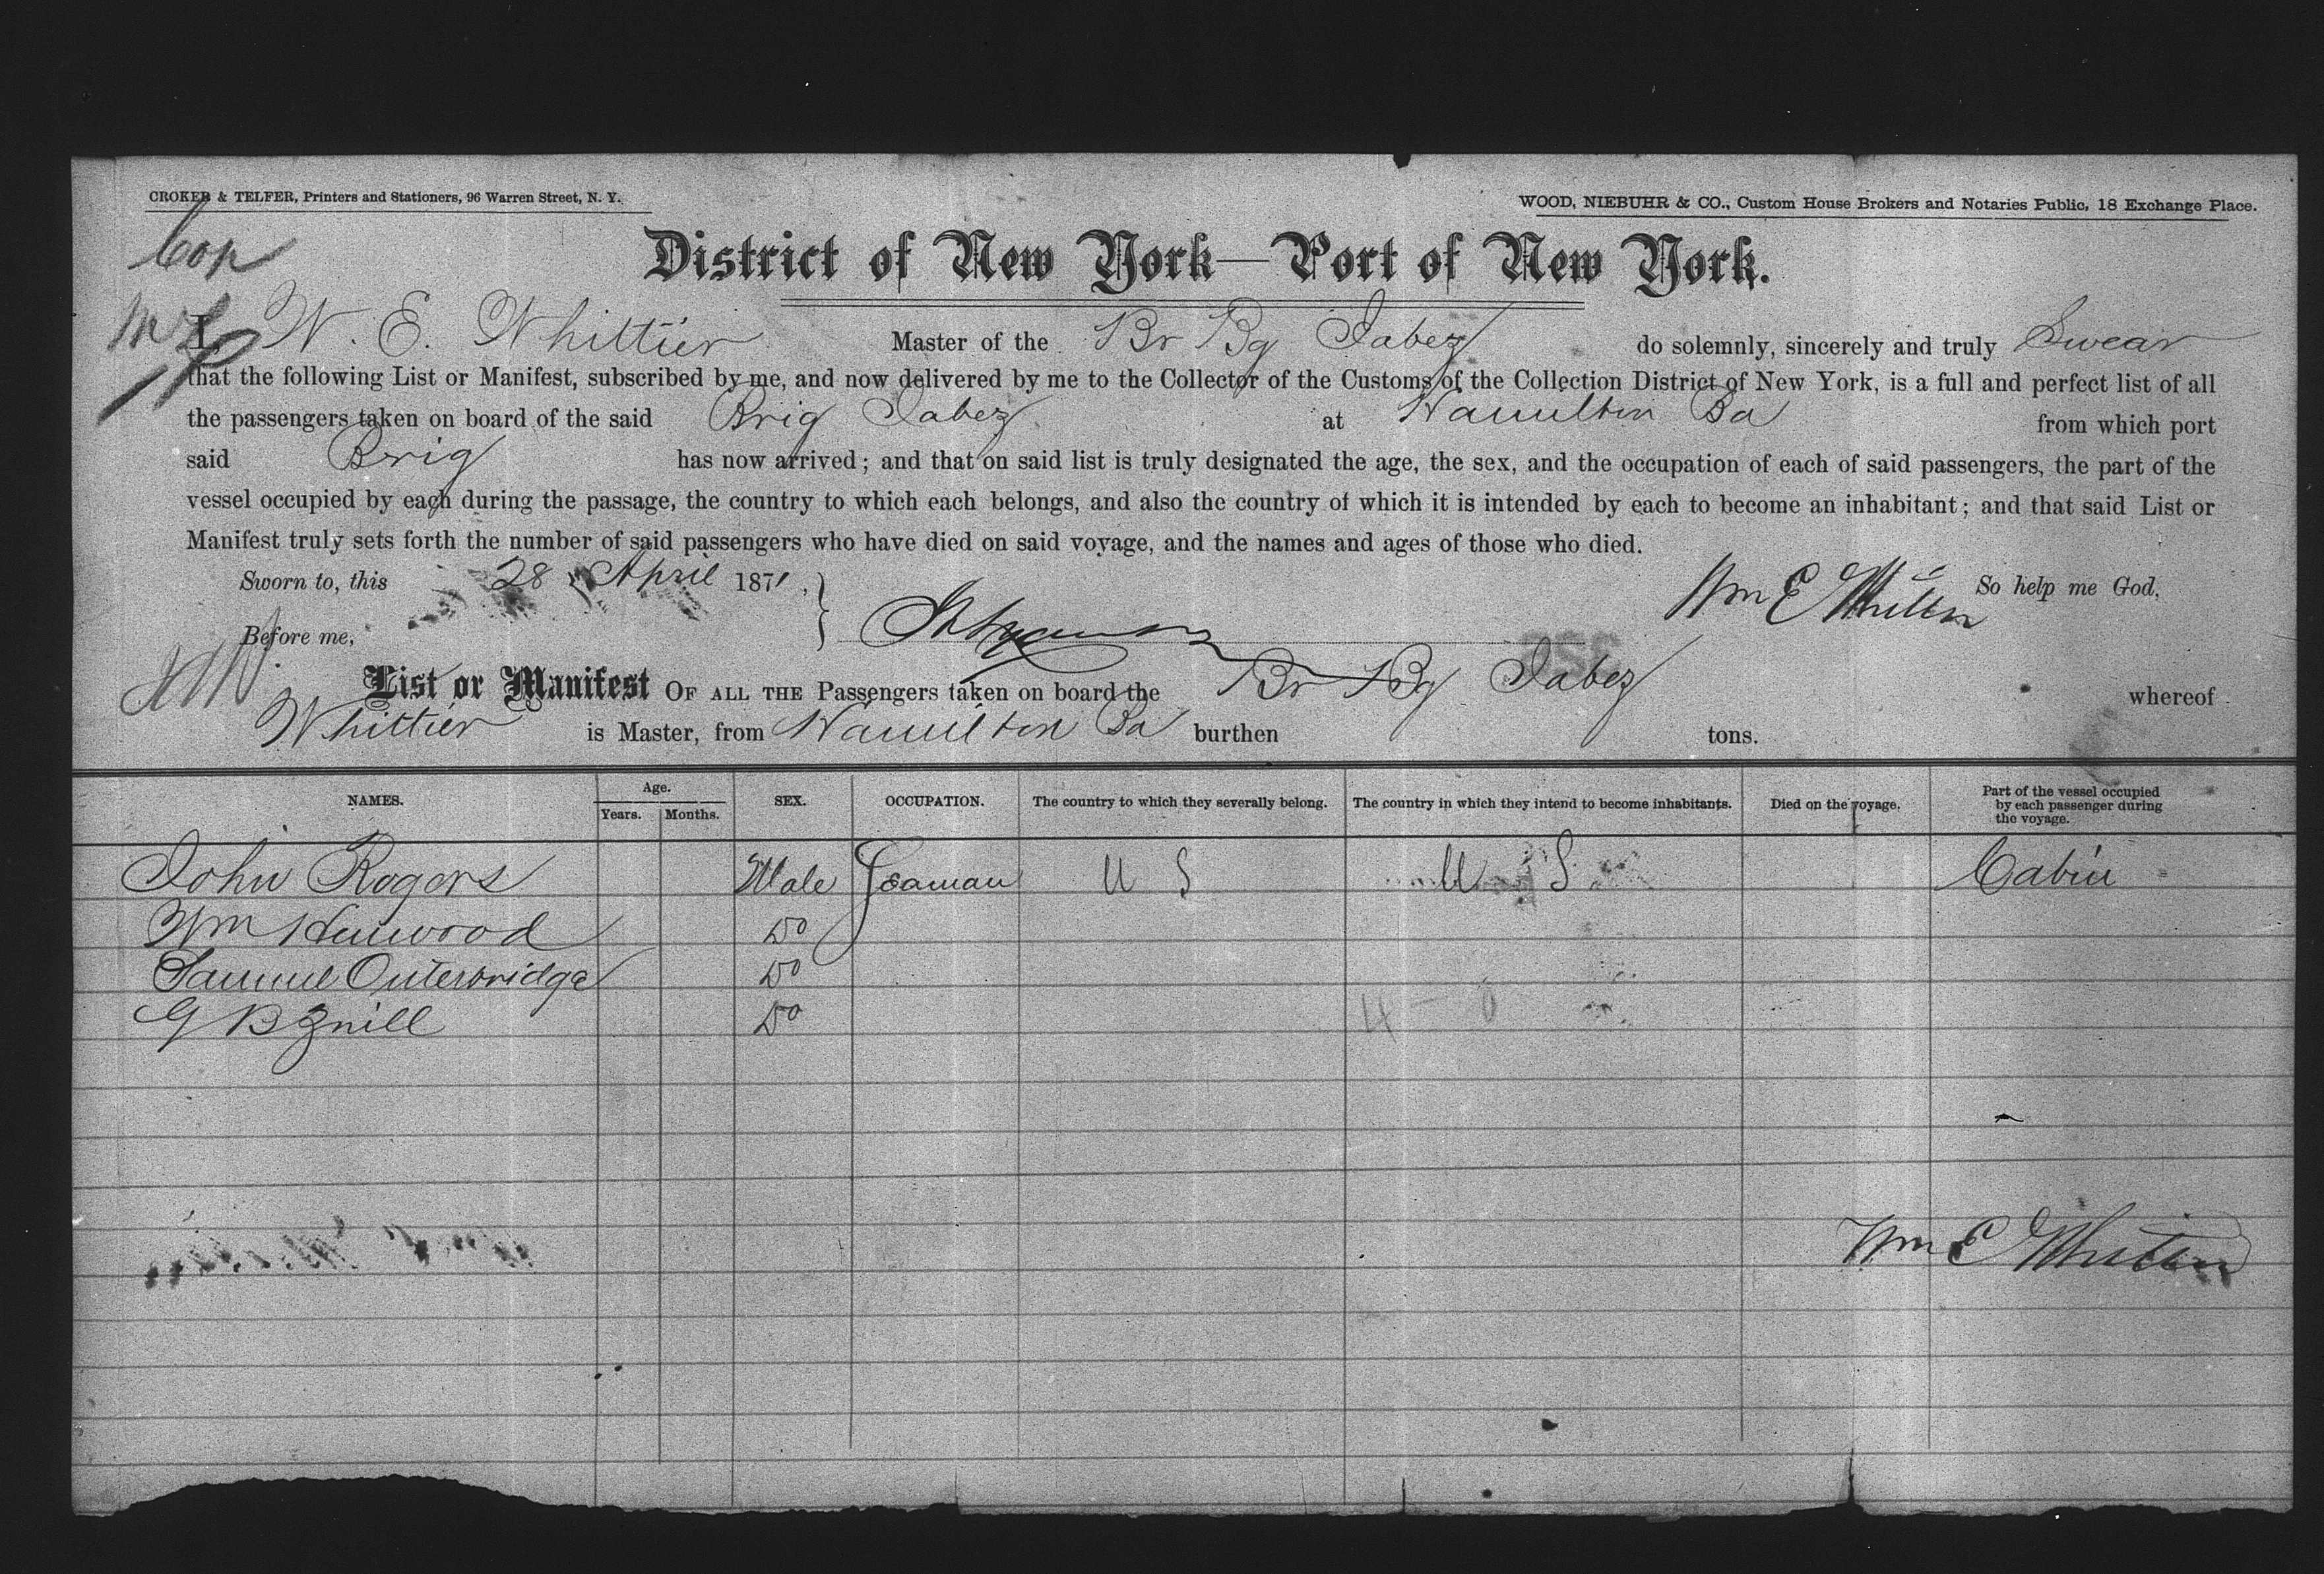 CROKER & TELFER, Printers and Stationers, 96 Warren Street, N. Y.
WOOD, NIEBUHR & CO., Custom House Brokers and Notaries Public, 18 Exchange Place.
District of New York—Port of New York.
I, W. E. Whittier Master of the Br Bg Jabez do solemnly, sincerely and truly Swear
that the following List or Manifest, subscribed by me, and now delivered by me to the Collector of the Customs of the Collection District of New York, is a full and perfect list of all
the passengers taken on board of the said Brig Jabez at Hamilton Ba from which port
said Brig has now arrived; and that on said list is truly designated the age, the sex, and the occupation of each of said passengers, the part of the
vessel occupied by each during the passage, the country to which each belongs, and also the country of which it is intended by each to become an inhabitant; and that said List or
Manifest truly sets forth the number of said passengers who have died on said voyage, and the names and ages of those who died.
Sworn to, this 28 April 1871, Wm E Whittier So help me God,
Before me,
List or Manifest OF ALL THE Passengers taken on board the Br Bg Jabez whereof
Whittier is Master, from Hamilton Ba burthen tons.
NAMES. Age. Years. Months. SEX. OCCUPATION. The country to which they severally belong. The country in which they intend to become inhabitants. Died on the voyage. Part of the vessel occupied by each passenger during the voyage.
John Rogers Male Seaman U S U S Cabin
Wm Henwood Do
Samuel Outerbridge Do
G B Do
Wm E Whittier